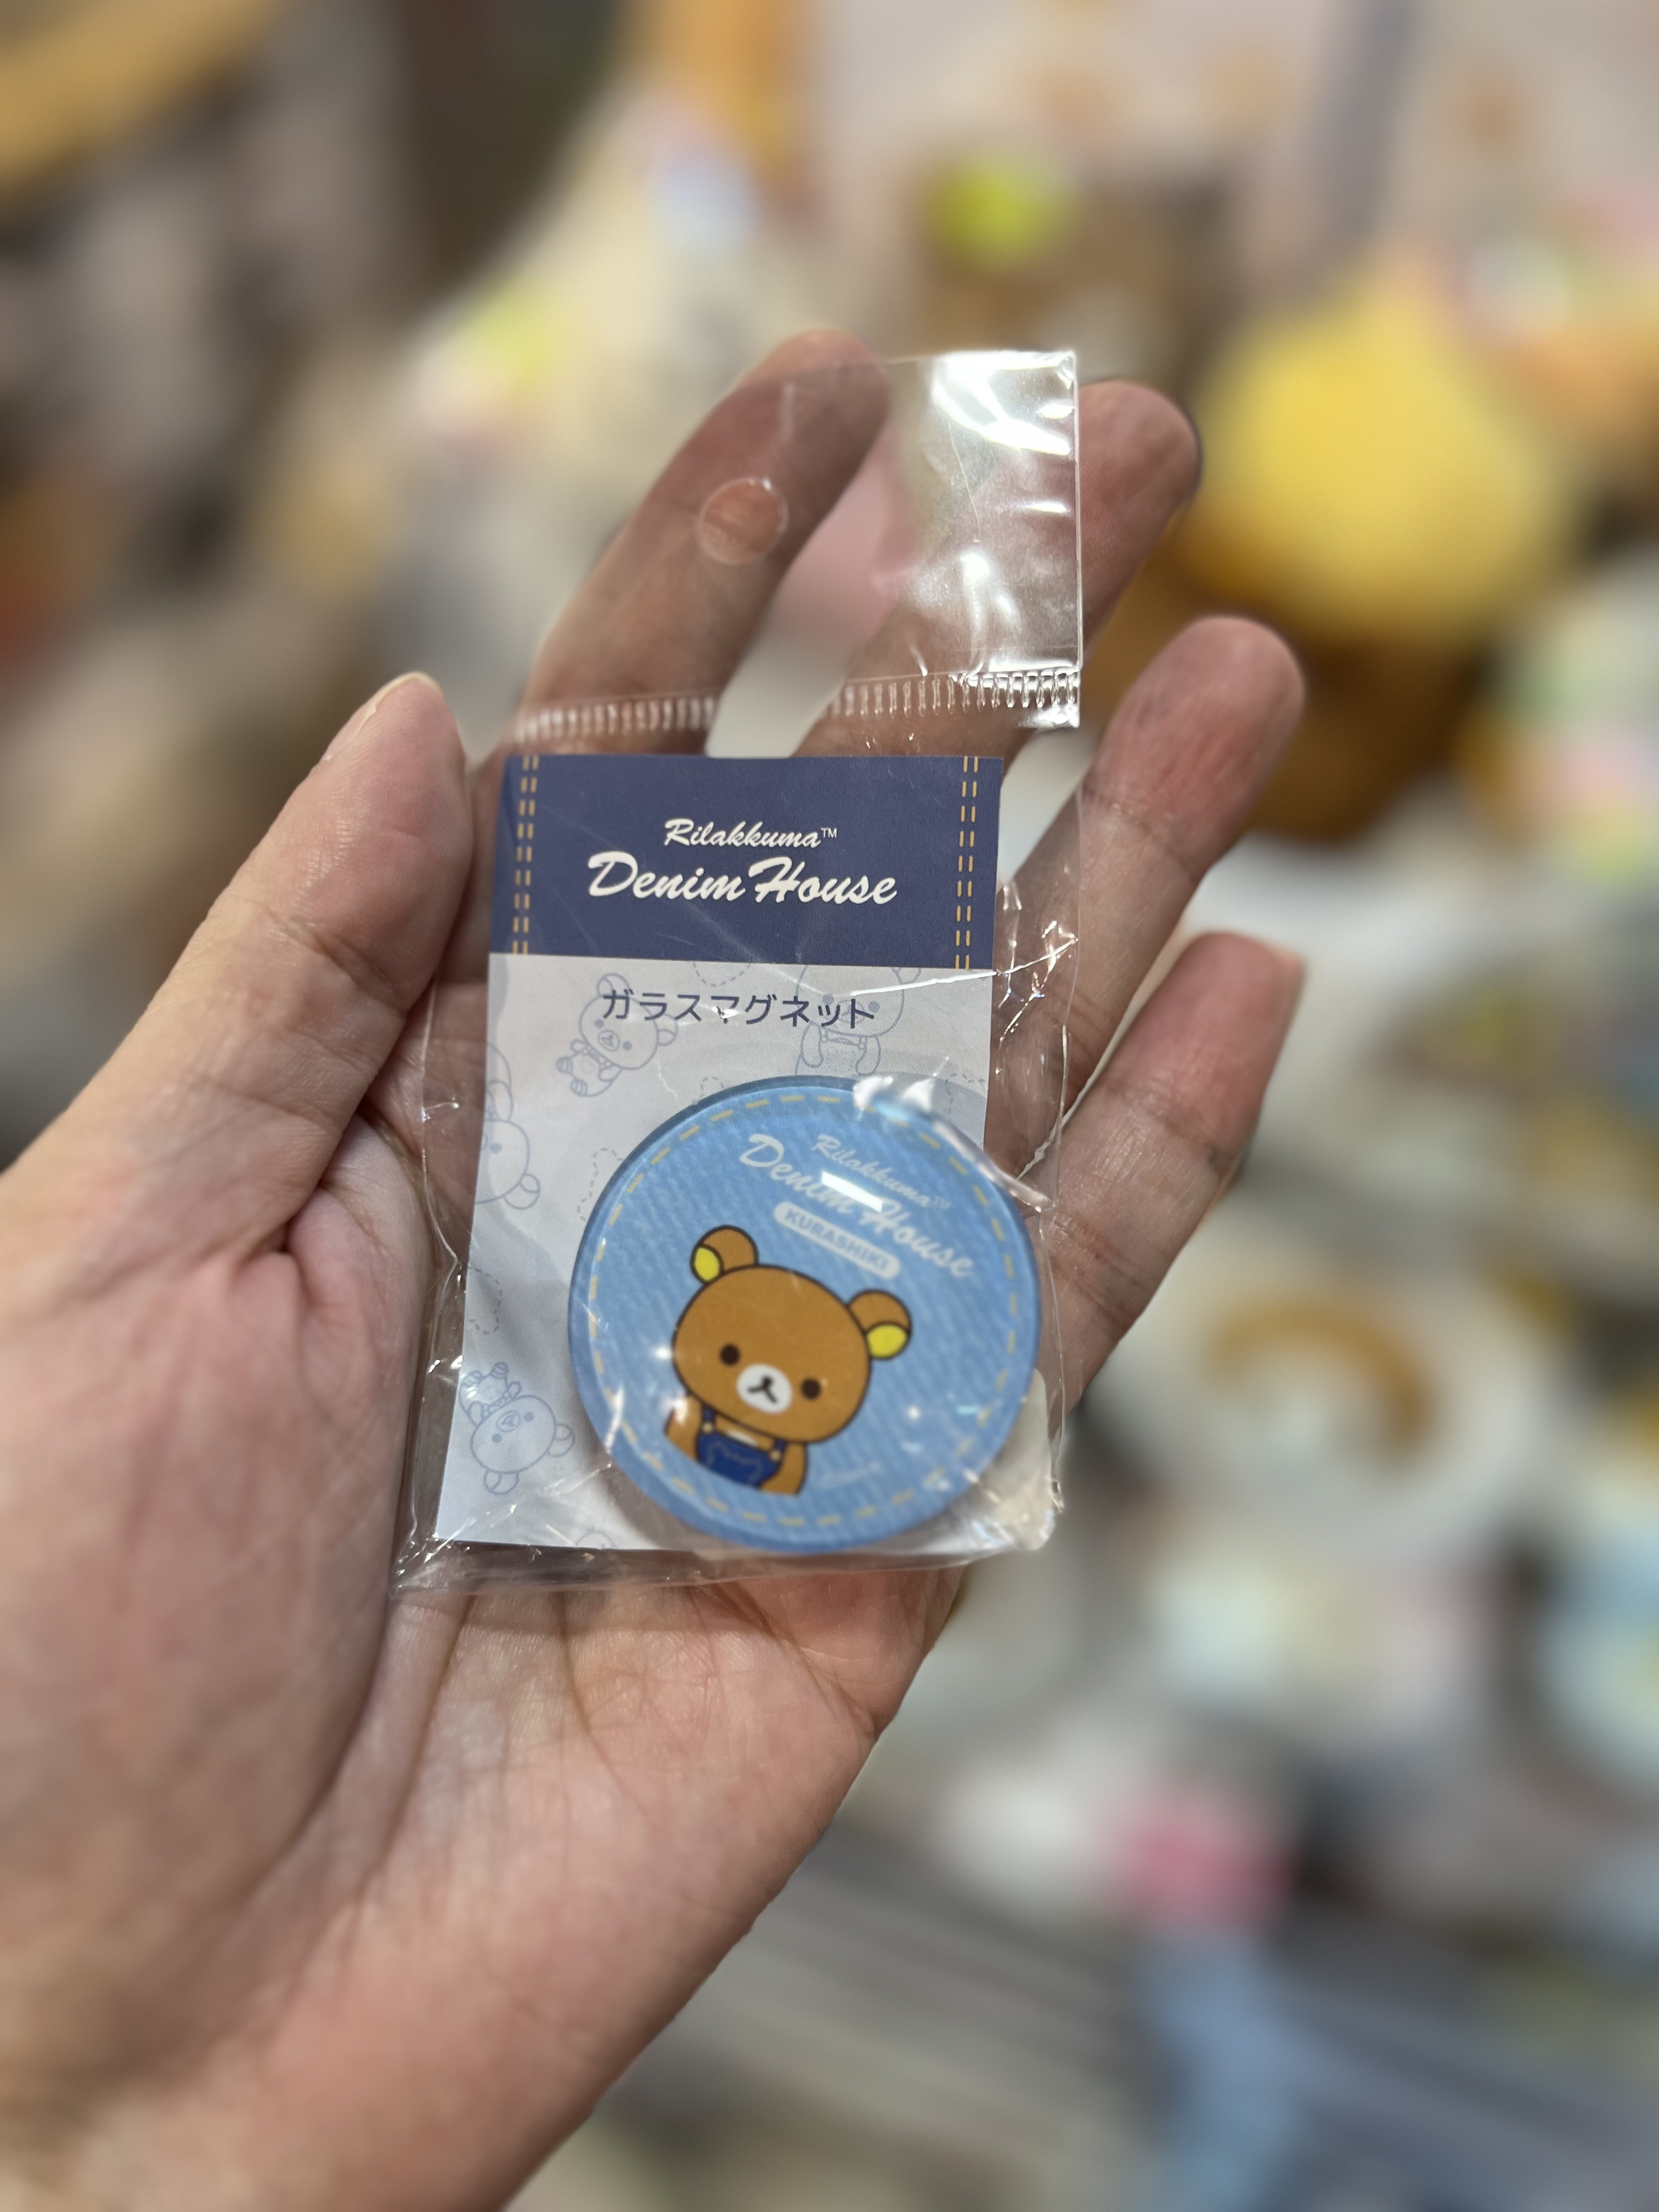 Rilakkuma™
Denim House
ガラスマグネット
Rilakkuma™
Denim House
KURASHIKI